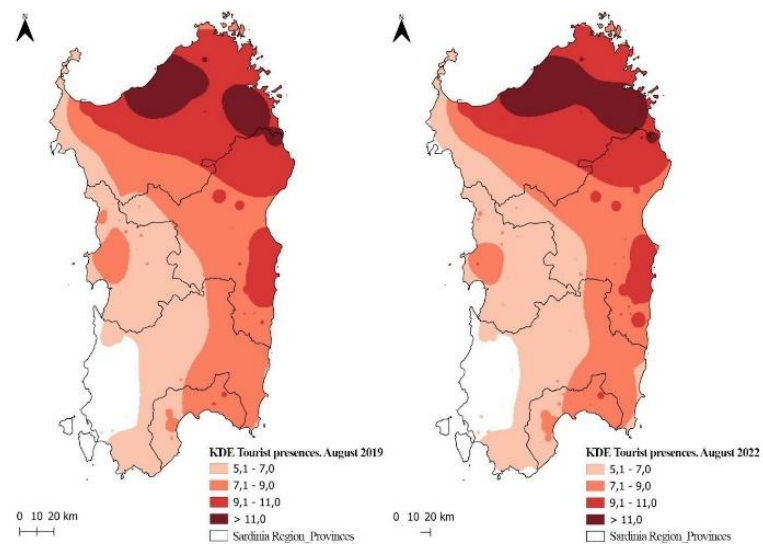 N
KDE Tourist presences. August 2019
5,1 - 7,0
7,1 - 9,0
9,1 - 11,0
> 11,0
Sardinia Region_Provinces
0 10 20 km
N
KDE Tourist presences. August 2022
5,1 - 7,0
7,1 - 9,0
9,1 - 11,0
> 11,0
Sardinia Region_Provinces
0 10 20 km